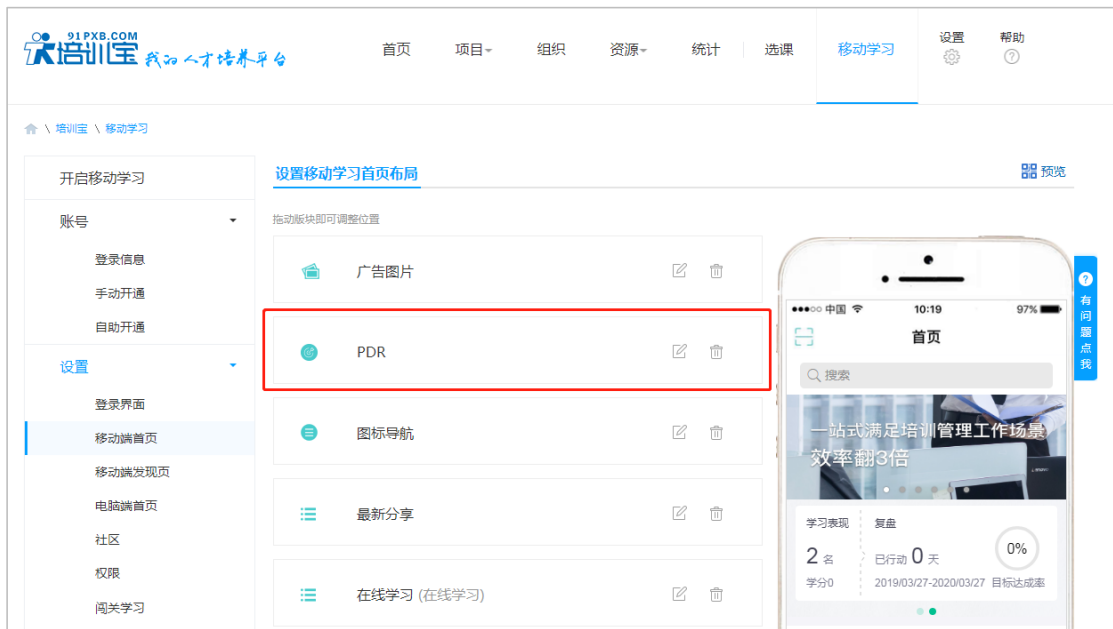 91PXB.COM
培训宝 我的人才培养平台
首页 项目 组织 资源 统计 选课 移动学习 设置 帮助
\ 培训宝 \ 移动学习
开启移动学习
账号
登录信息
手动开通
自助开通
设置
登录界面
移动端首页
移动端发现页
电脑端首页
社区
权限
闯关学习
设置移动学习首页布局
预览
拖动版块即可调整位置
广告图片
PDR
图标导航
最新分享
在线学习 (在线学习)
中国 10:19 97%
首页
搜索
一站式满足培训管理工作场景
效率翻3倍
学习表现 复盘
2 名 已行动 0 天 0%
学分0 2019/03/27-2020/03/27 目标达成率
? 有问题点我